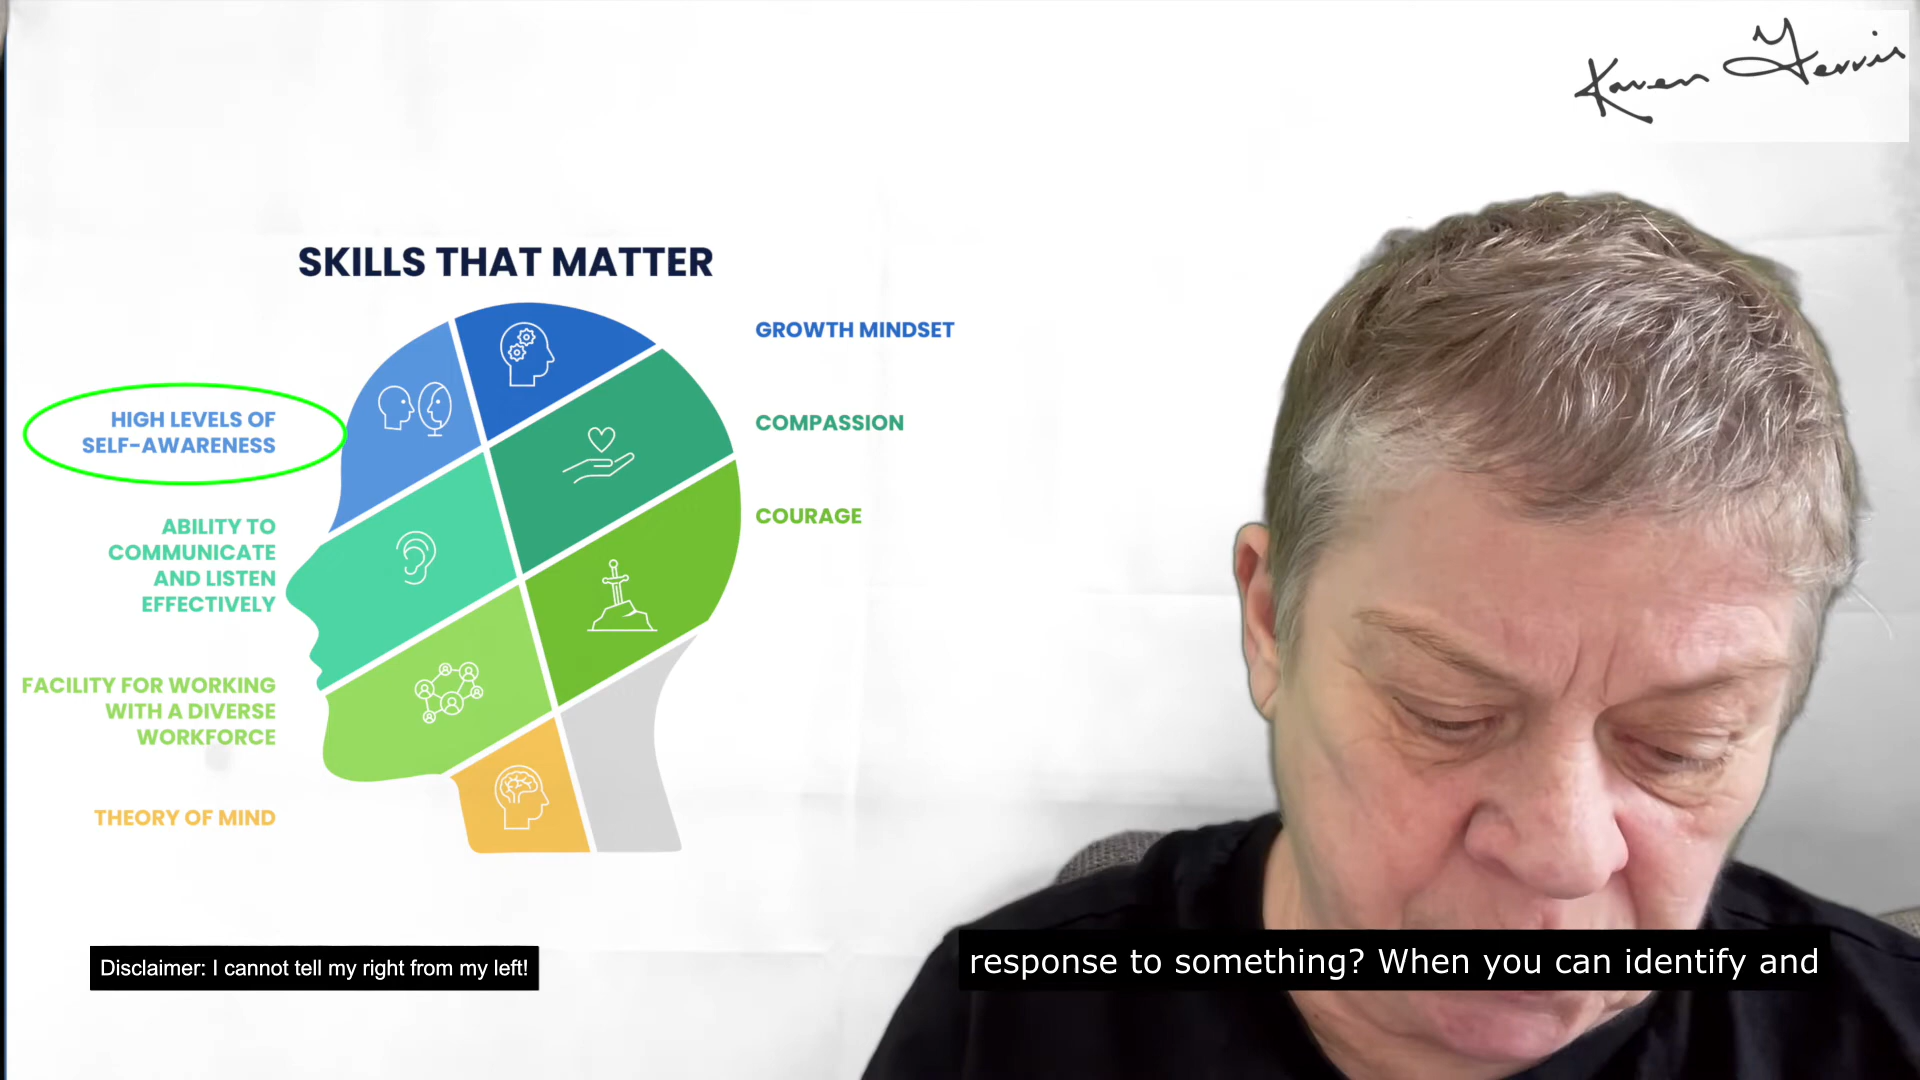 Karen Ferris
SKILLS THAT MATTER
GROWTH MINDSET
COMPASSION
COURAGE
HIGH LEVELS OF
SELF-AWARENESS
ABILITY TO
COMMUNICATE
AND LISTEN
EFFECTIVELY
FACILITY FOR WORKING
WITH A DIVERSE
WORKFORCE
THEORY OF MIND
Disclaimer: I cannot tell my right from my left!
response to something? When you can identify and